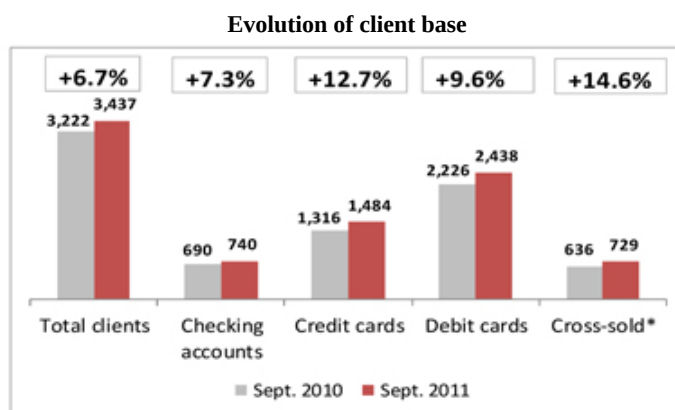 Evolution of client base
+6.7% +7.3% +12.7% +9.6% +14.6%
3,222 3,437
690 740
1,316 1,484
2,226 2,438
636 729
Total clients Checking accounts Credit cards Debit cards Cross-sold*
Sept. 2010 Sept. 2011